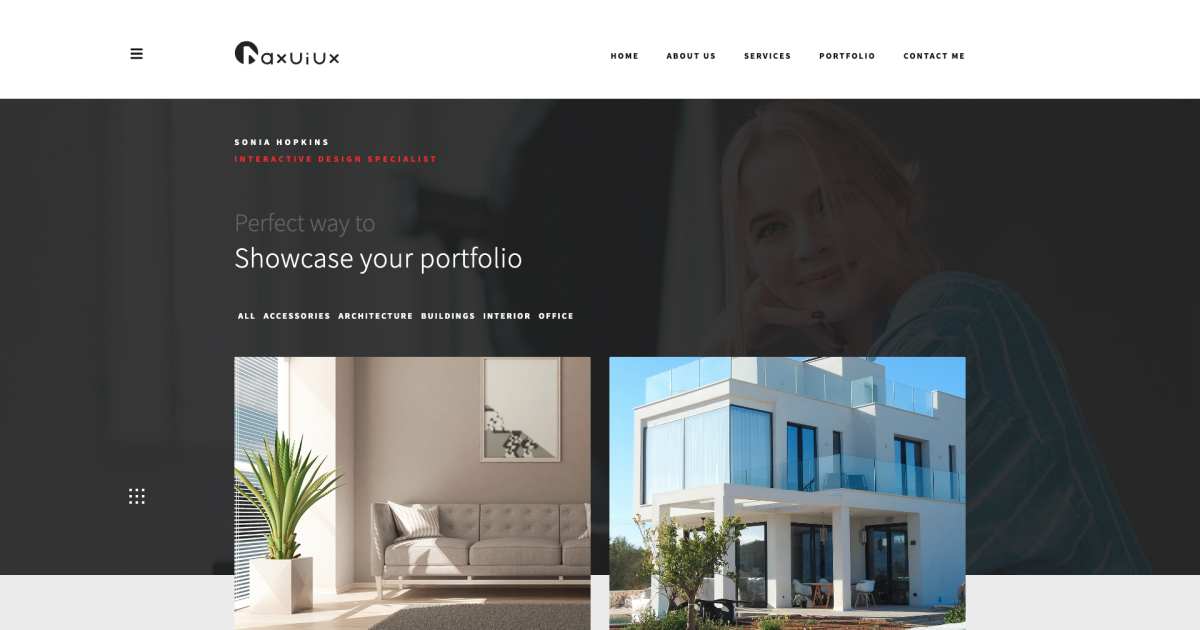 axUiUx
HOME ABOUT US SERVICES PORTFOLIO CONTACT ME
SONIA HOPKINS
INTERACTIVE DESIGN SPECIALIST
Perfect way to
Showcase your portfolio
ALL ACCESSORIES ARCHITECTURE BUILDINGS INTERIOR OFFICE